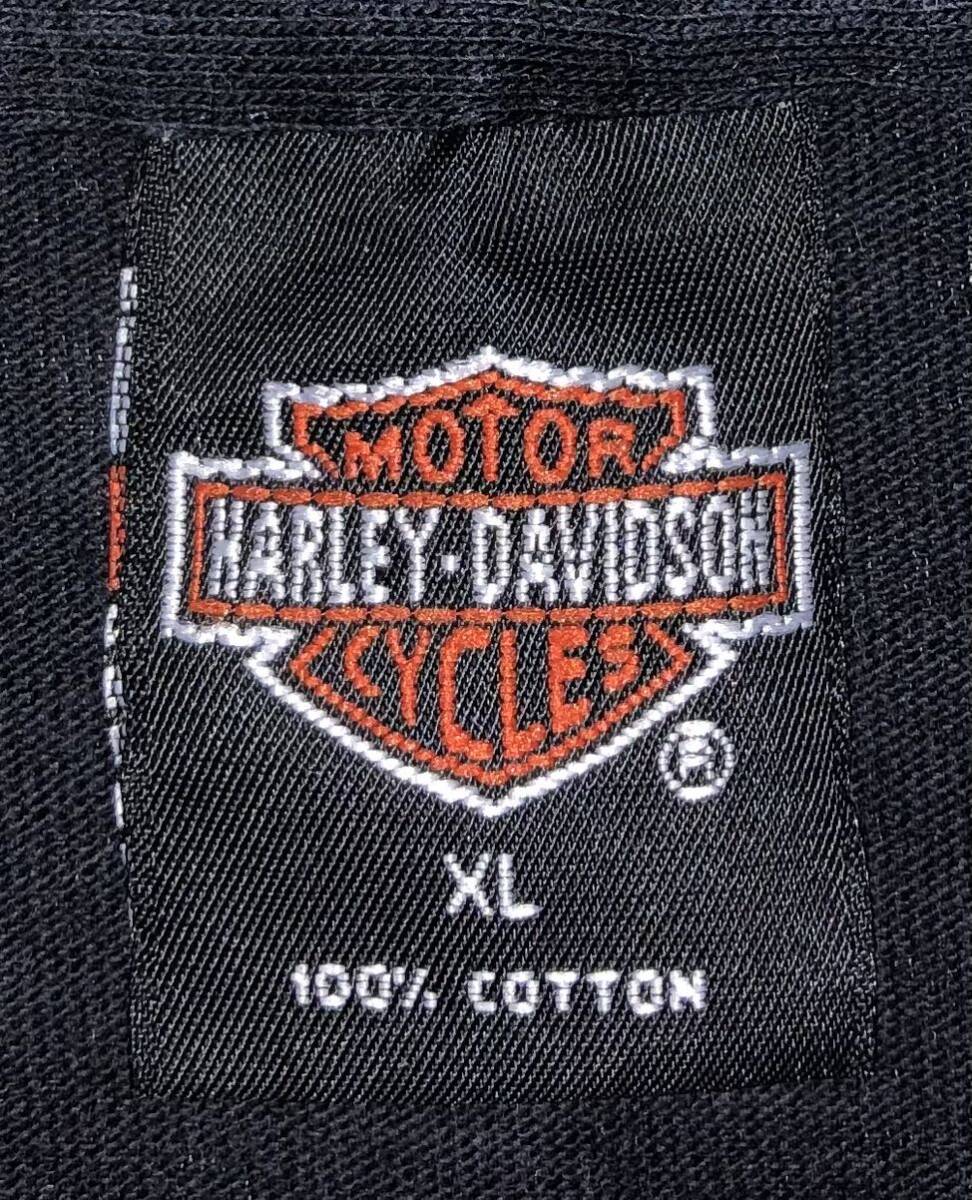 MOTOR
HARLEY-DAVIDSON
CYCLES
®
XL
100% COTTON